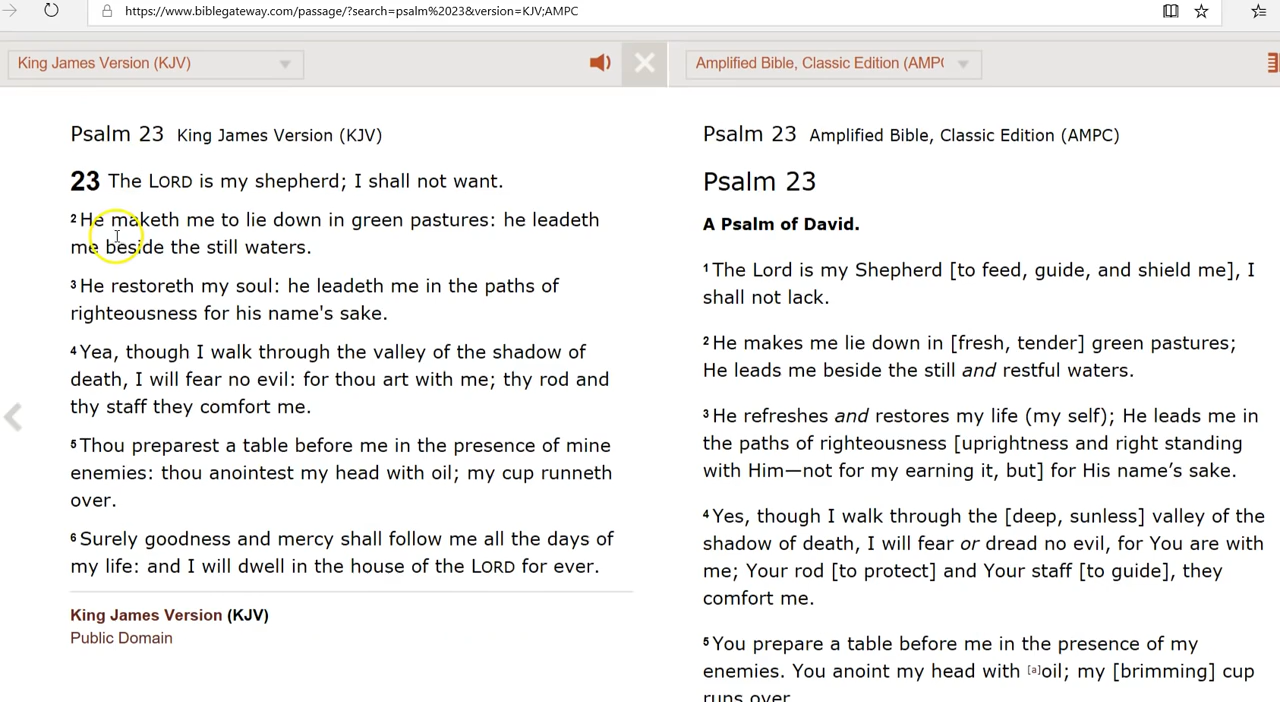 https://www.biblegateway.com/passage/?search=psalm%2023&version=KJV;AMPC
King James Version (KJV)
Amplified Bible, Classic Edition (AMPC
Psalm 23 King James Version (KJV)
23 The LORD is my shepherd; I shall not want.
2 He maketh me to lie down in green pastures: he leadeth
me beside the still waters.
3 He restoreth my soul: he leadeth me in the paths of
righteousness for his name's sake.
4 Yea, though I walk through the valley of the shadow of
death, I will fear no evil: for thou art with me; thy rod and
thy staff they comfort me.
5 Thou preparest a table before me in the presence of mine
enemies: thou anointest my head with oil; my cup runneth
over.
6 Surely goodness and mercy shall follow me all the days of
my life: and I will dwell in the house of the LORD for ever.
King James Version (KJV)
Public Domain
Psalm 23 Amplified Bible, Classic Edition (AMPC)
Psalm 23
A Psalm of David.
1 The Lord is my Shepherd [to feed, guide, and shield me], I
shall not lack.
2 He makes me lie down in [fresh, tender] green pastures;
He leads me beside the still and restful waters.
3 He refreshes and restores my life (my self); He leads me in
the paths of righteousness [uprightness and right standing
with Him—not for my earning it, but] for His name’s sake.
4 Yes, though I walk through the [deep, sunless] valley of the
shadow of death, I will fear or dread no evil, for You are with
me; Your rod [to protect] and Your staff [to guide], they
comfort me.
5 You prepare a table before me in the presence of my
enemies. You anoint my head with [a]oil; my [brimming] cup
runs over.